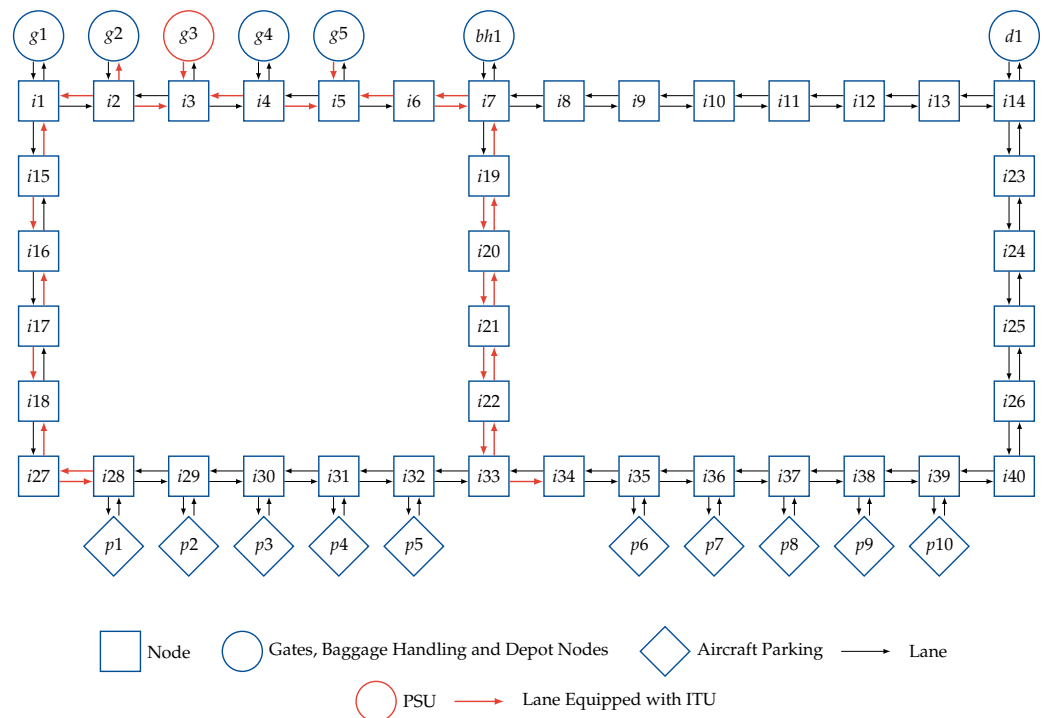 g1 g2 g3 g4 g5 bh1 d1
i1 i2 i3 i4 i5 i6 i7 i8 i9 i10 i11 i12 i13 i14
i15 i19 i23
i16 i20 i24
i17 i21 i25
i18 i22 i26
i27 i28 i29 i30 i31 i32 i33 i34 i35 i36 i37 i38 i39 i40
p1 p2 p3 p4 p5 p6 p7 p8 p9 p10
Node Gates, Baggage Handling and Depot Nodes Aircraft Parking Lane
PSU Lane Equipped with ITU